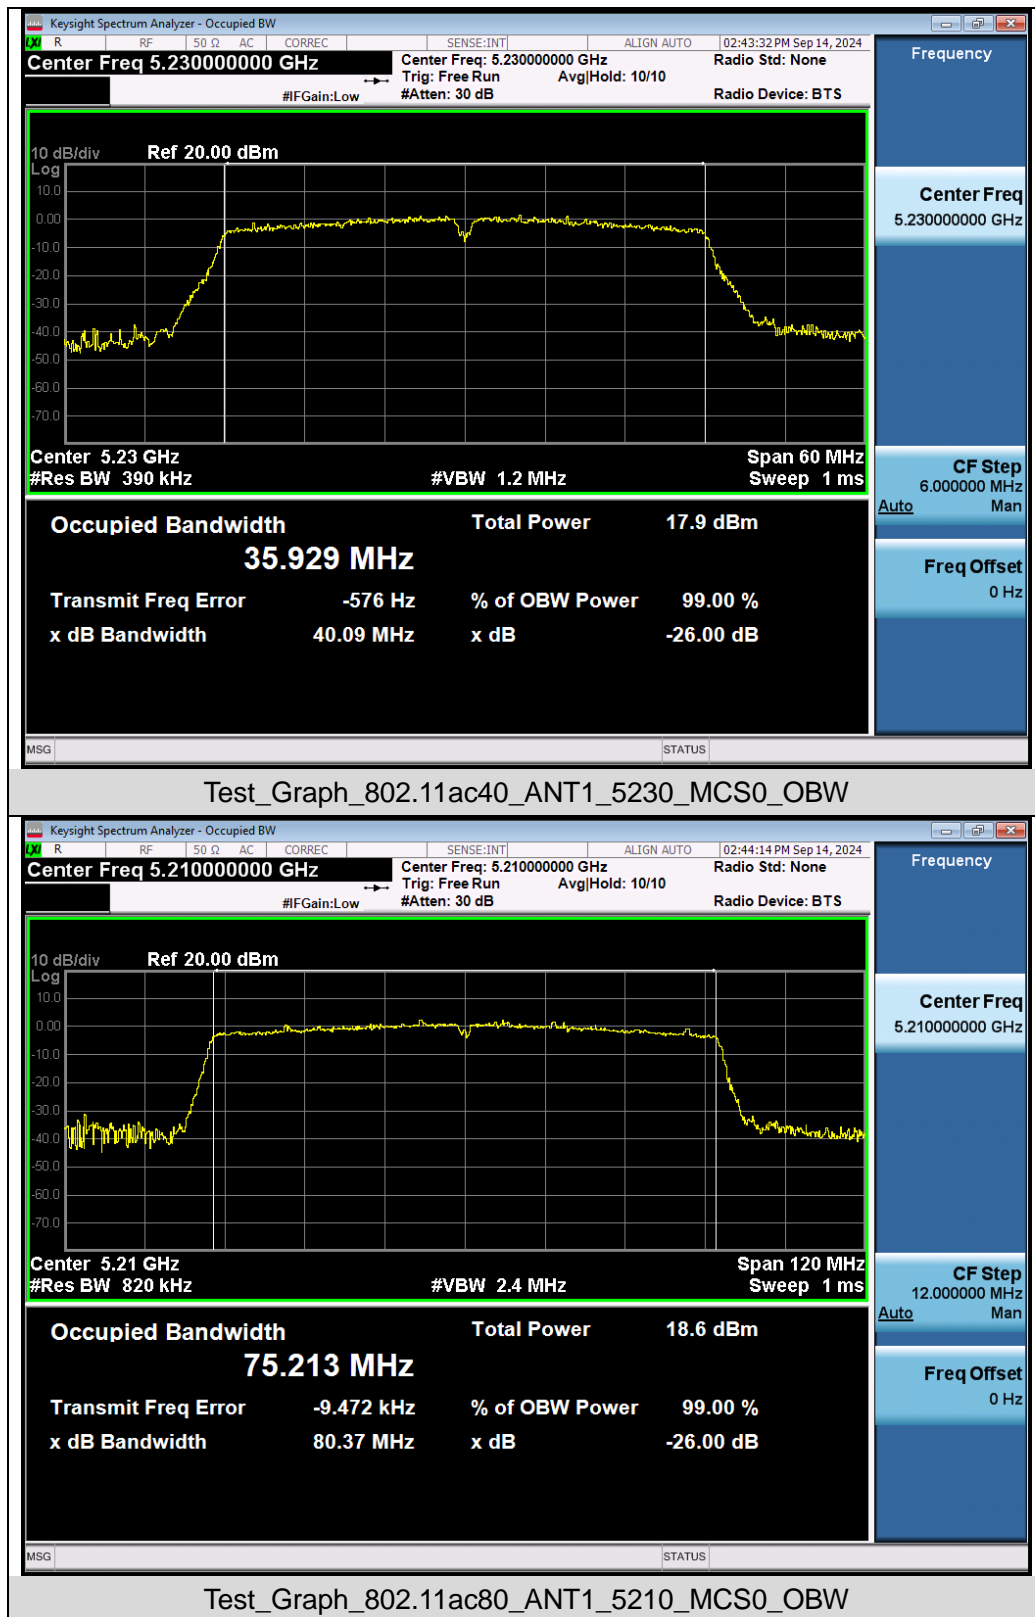 Keysight Spectrum Analyzer - Occupied BW
LXI R RF 50 Ω AC CORREC SENSE:INT ALIGN AUTO 02:43:32 PM Sep 14, 2024
Center Freq 5.230000000 GHz
Center Freq: 5.230000000 GHz Radio Std: None
Trig: Free Run Avg|Hold: 10/10
#IFGain:Low #Atten: 30 dB Radio Device: BTS
Frequency
10 dB/div Ref 20.00 dBm
Log
10.0
0.00
-10.0
-20.0
-30.0
-40.0
-50.0
-60.0
-70.0
Center 5.23 GHz Span 60 MHz
#Res BW 390 kHz #VBW 1.2 MHz Sweep 1 ms
Center Freq
5.230000000 GHz
CF Step
6.000000 MHz
Auto Man
Freq Offset
0 Hz
Occupied Bandwidth Total Power 17.9 dBm
35.929 MHz
Transmit Freq Error -576 Hz % of OBW Power 99.00 %
x dB Bandwidth 40.09 MHz x dB -26.00 dB
MSG STATUS
Test_Graph_802.11ac40_ANT1_5230_MCS0_OBW
Keysight Spectrum Analyzer - Occupied BW
LXI R RF 50 Ω AC CORREC SENSE:INT ALIGN AUTO 02:44:14 PM Sep 14, 2024
Center Freq 5.210000000 GHz
Center Freq: 5.210000000 GHz Radio Std: None
Trig: Free Run Avg|Hold: 10/10
#IFGain:Low #Atten: 30 dB Radio Device: BTS
Frequency
10 dB/div Ref 20.00 dBm
Log
10.0
0.00
-10.0
-20.0
-30.0
-40.0
-50.0
-60.0
-70.0
Center 5.21 GHz Span 120 MHz
#Res BW 820 kHz #VBW 2.4 MHz Sweep 1 ms
Center Freq
5.210000000 GHz
CF Step
12.000000 MHz
Auto Man
Freq Offset
0 Hz
Occupied Bandwidth Total Power 18.6 dBm
75.213 MHz
Transmit Freq Error -9.472 kHz % of OBW Power 99.00 %
x dB Bandwidth 80.37 MHz x dB -26.00 dB
MSG STATUS
Test_Graph_802.11ac80_ANT1_5210_MCS0_OBW